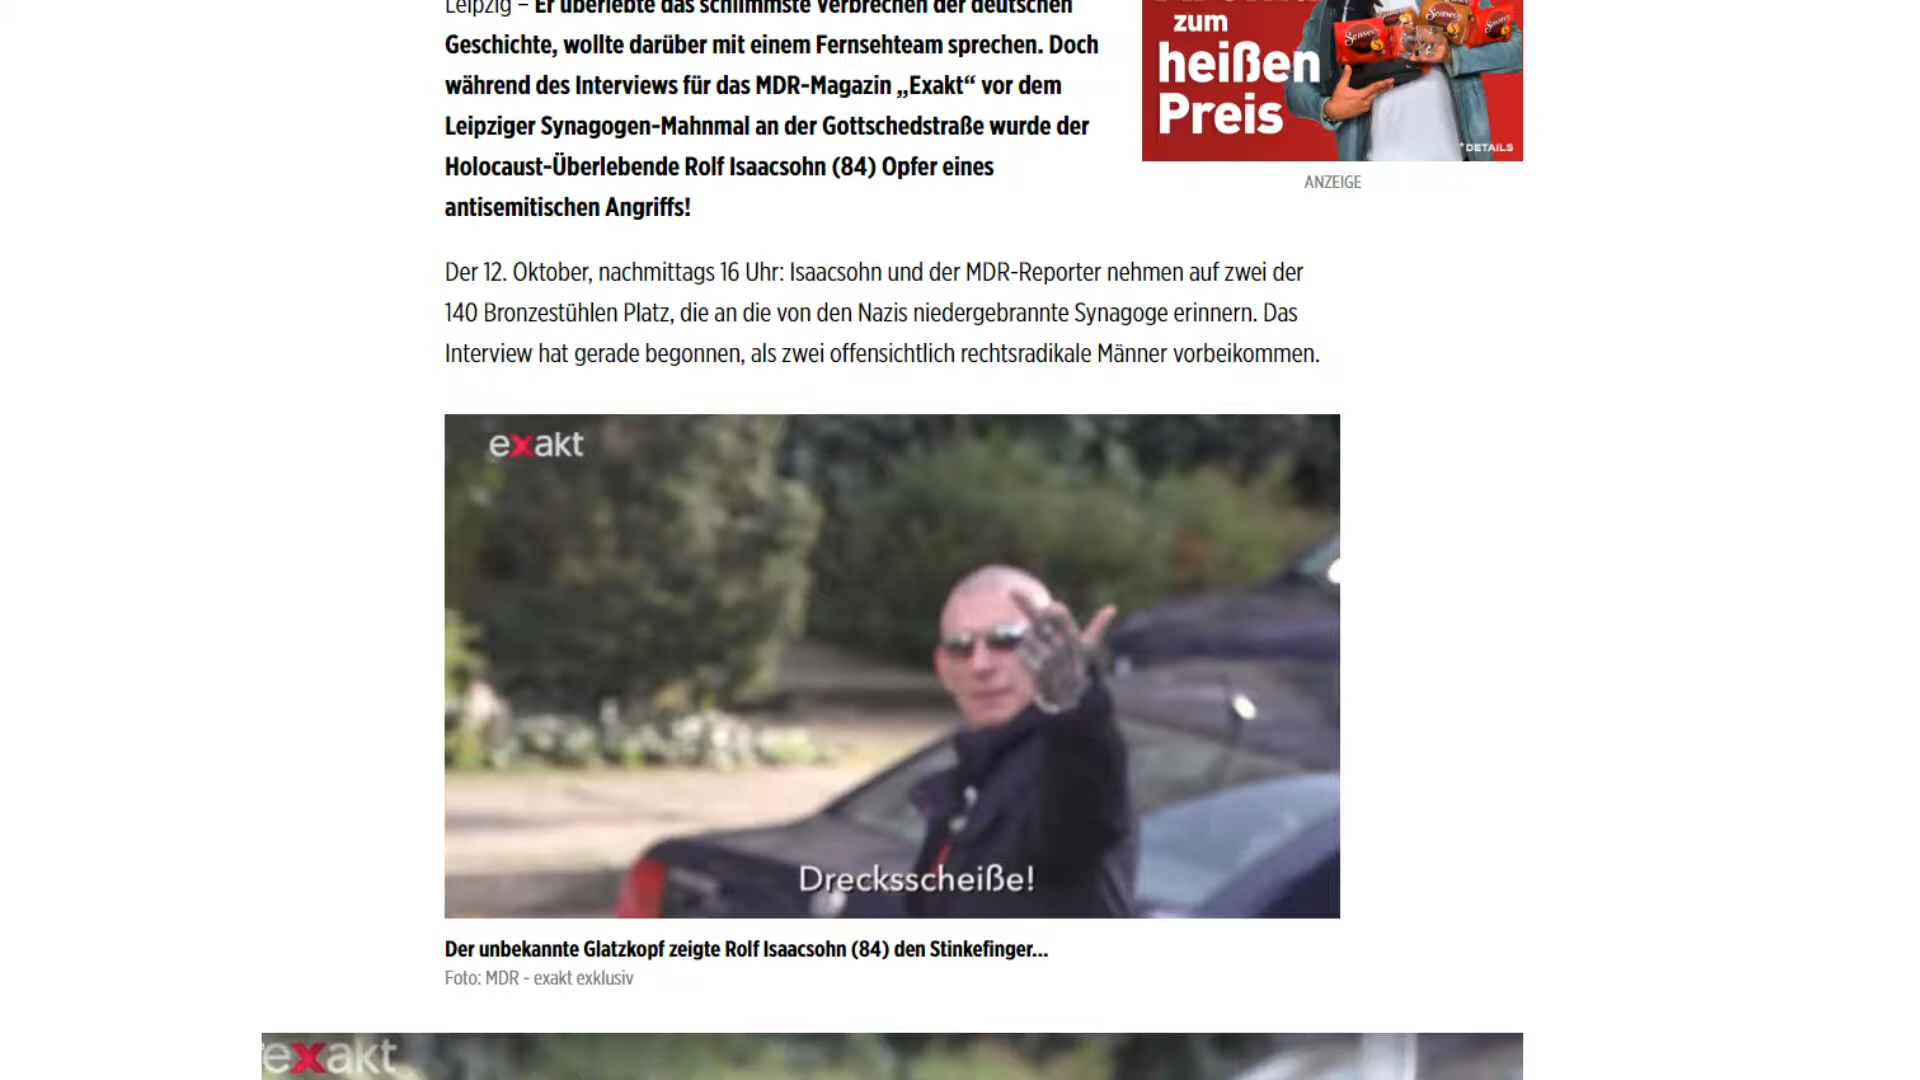 Leipzig – Er überlebte das schlimmste Verbrechen der deutschen
Geschichte, wollte darüber mit einem Fernsehteam sprechen. Doch
während des Interviews für das MDR-Magazin „Exakt“ vor dem
Leipziger Synagogen-Mahnmal an der Gottschedstraße wurde der
Holocaust-Überlebende Rolf Isaacsohn (84) Opfer eines
antisemitischen Angriffs!
zum
heißen
Preis
*DETAILS
ANZEIGE
Der 12. Oktober, nachmittags 16 Uhr: Isaacsohn und der MDR-Reporter nehmen auf zwei der
140 Bronzestühlen Platz, die an die von den Nazis niedergebrannte Synagoge erinnern. Das
Interview hat gerade begonnen, als zwei offensichtlich rechtsradikale Männer vorbeikommen.
exakt
Drecksscheiße!
Der unbekannte Glatzkopf zeigte Rolf Isaacsohn (84) den Stinkefinger...
Foto: MDR - exakt exklusiv
exakt